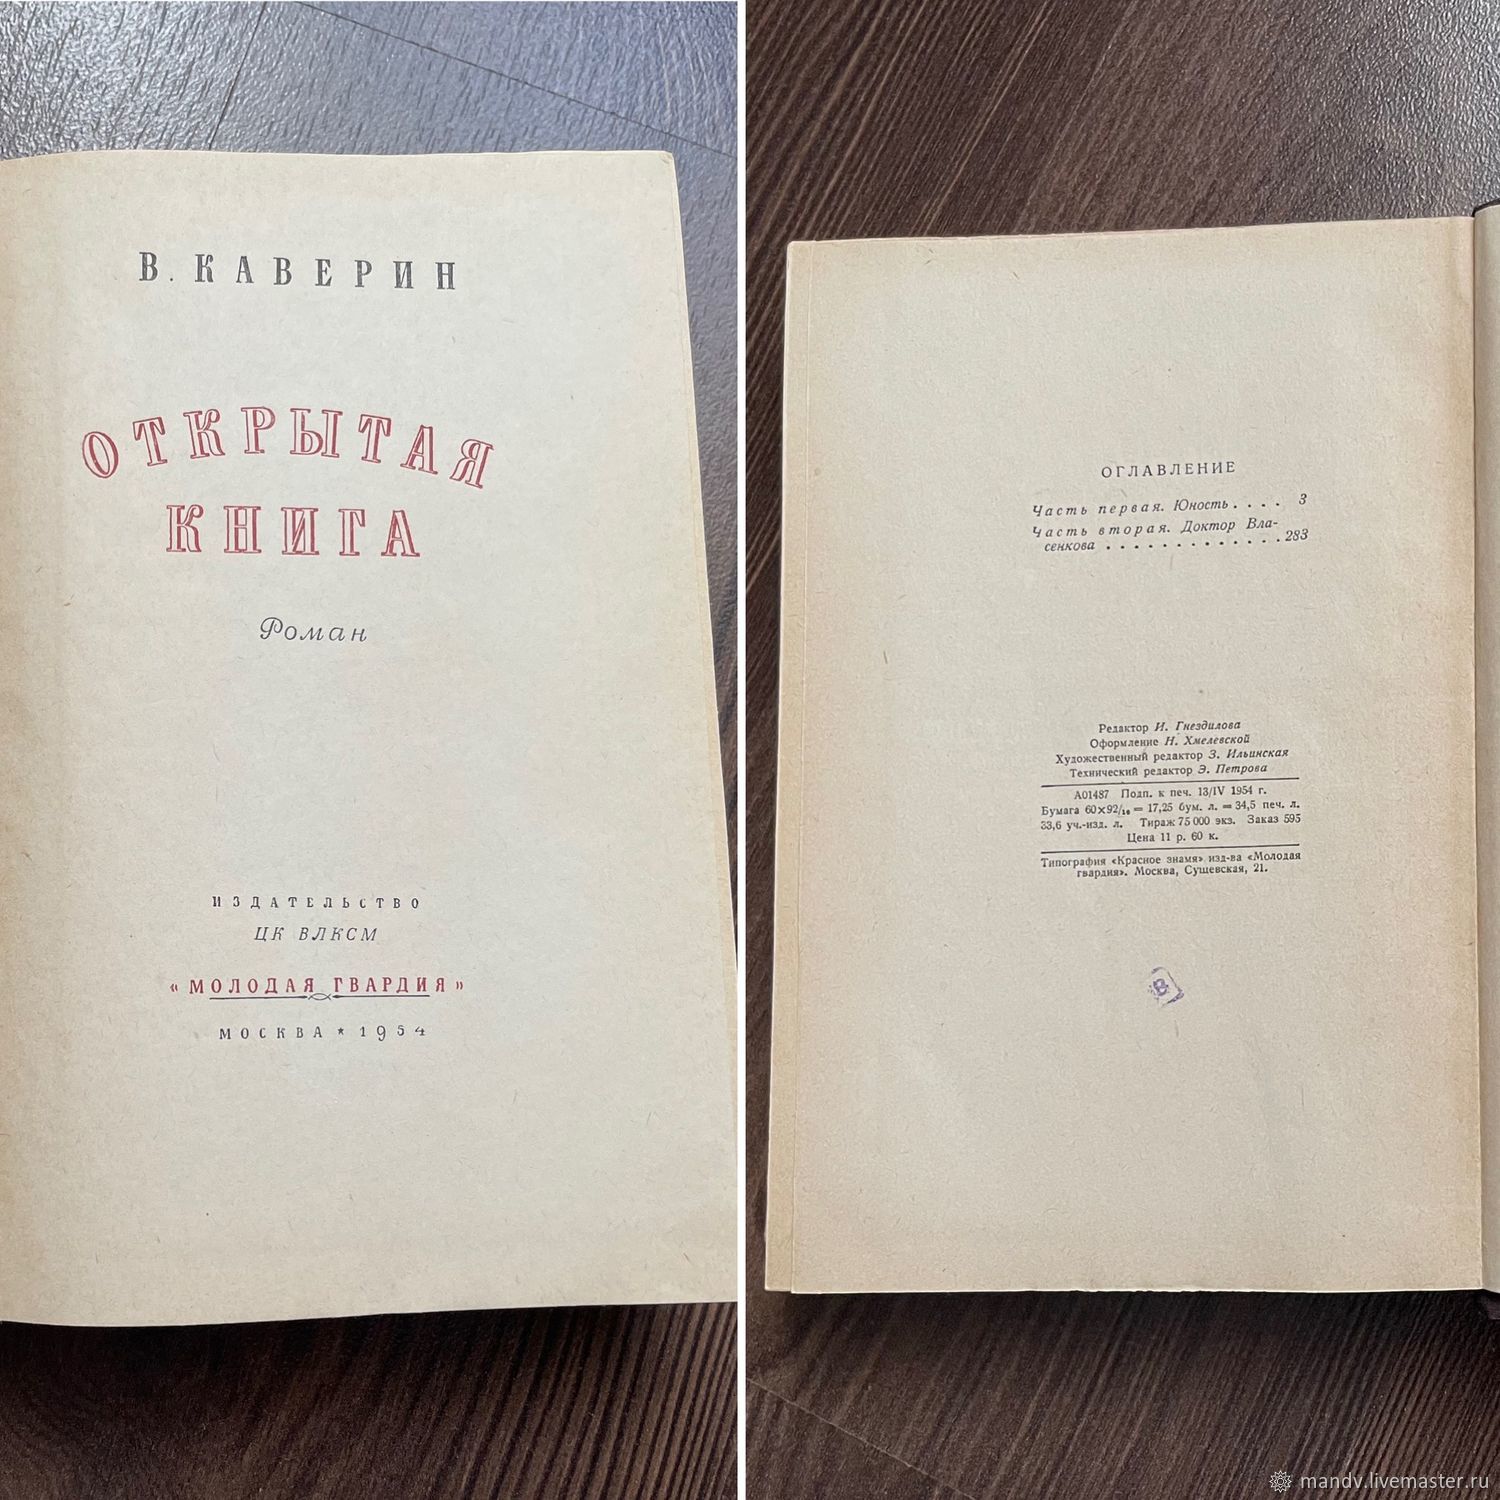 В. КАВЕРИН
ОТКРЫТАЯ
КНИГА
Роман
ИЗДАТЕЛЬСТВО
ЦК ВЛКСМ
«МОЛОДАЯ ГВАРДИЯ»
МОСКВА * 1954
ОГЛАВЛЕНИЕ
Часть первая. Юность . . . . 3
Часть вторая. Доктор Вла-
сенкова . . . . . . . . . . . . . 283
Редактор И. Гнездилова
Оформление Н. Хмелевской
Художественный редактор З. Ильинская
Технический редактор Э. Петрова
А01487 Подп. к печ. 13/IV 1954 г.
Бумага 60×92/16 = 17,25 бум. л. = 34,5 печ. л.
33,6 уч.-изд. л. Тираж 75 000 экз. Заказ 595
Цена 11 р. 60 к.
Типография «Красное знамя» изд-ва «Молодая
гвардия». Москва, Сущевская, 21.
В
mandv.livemaster.ru